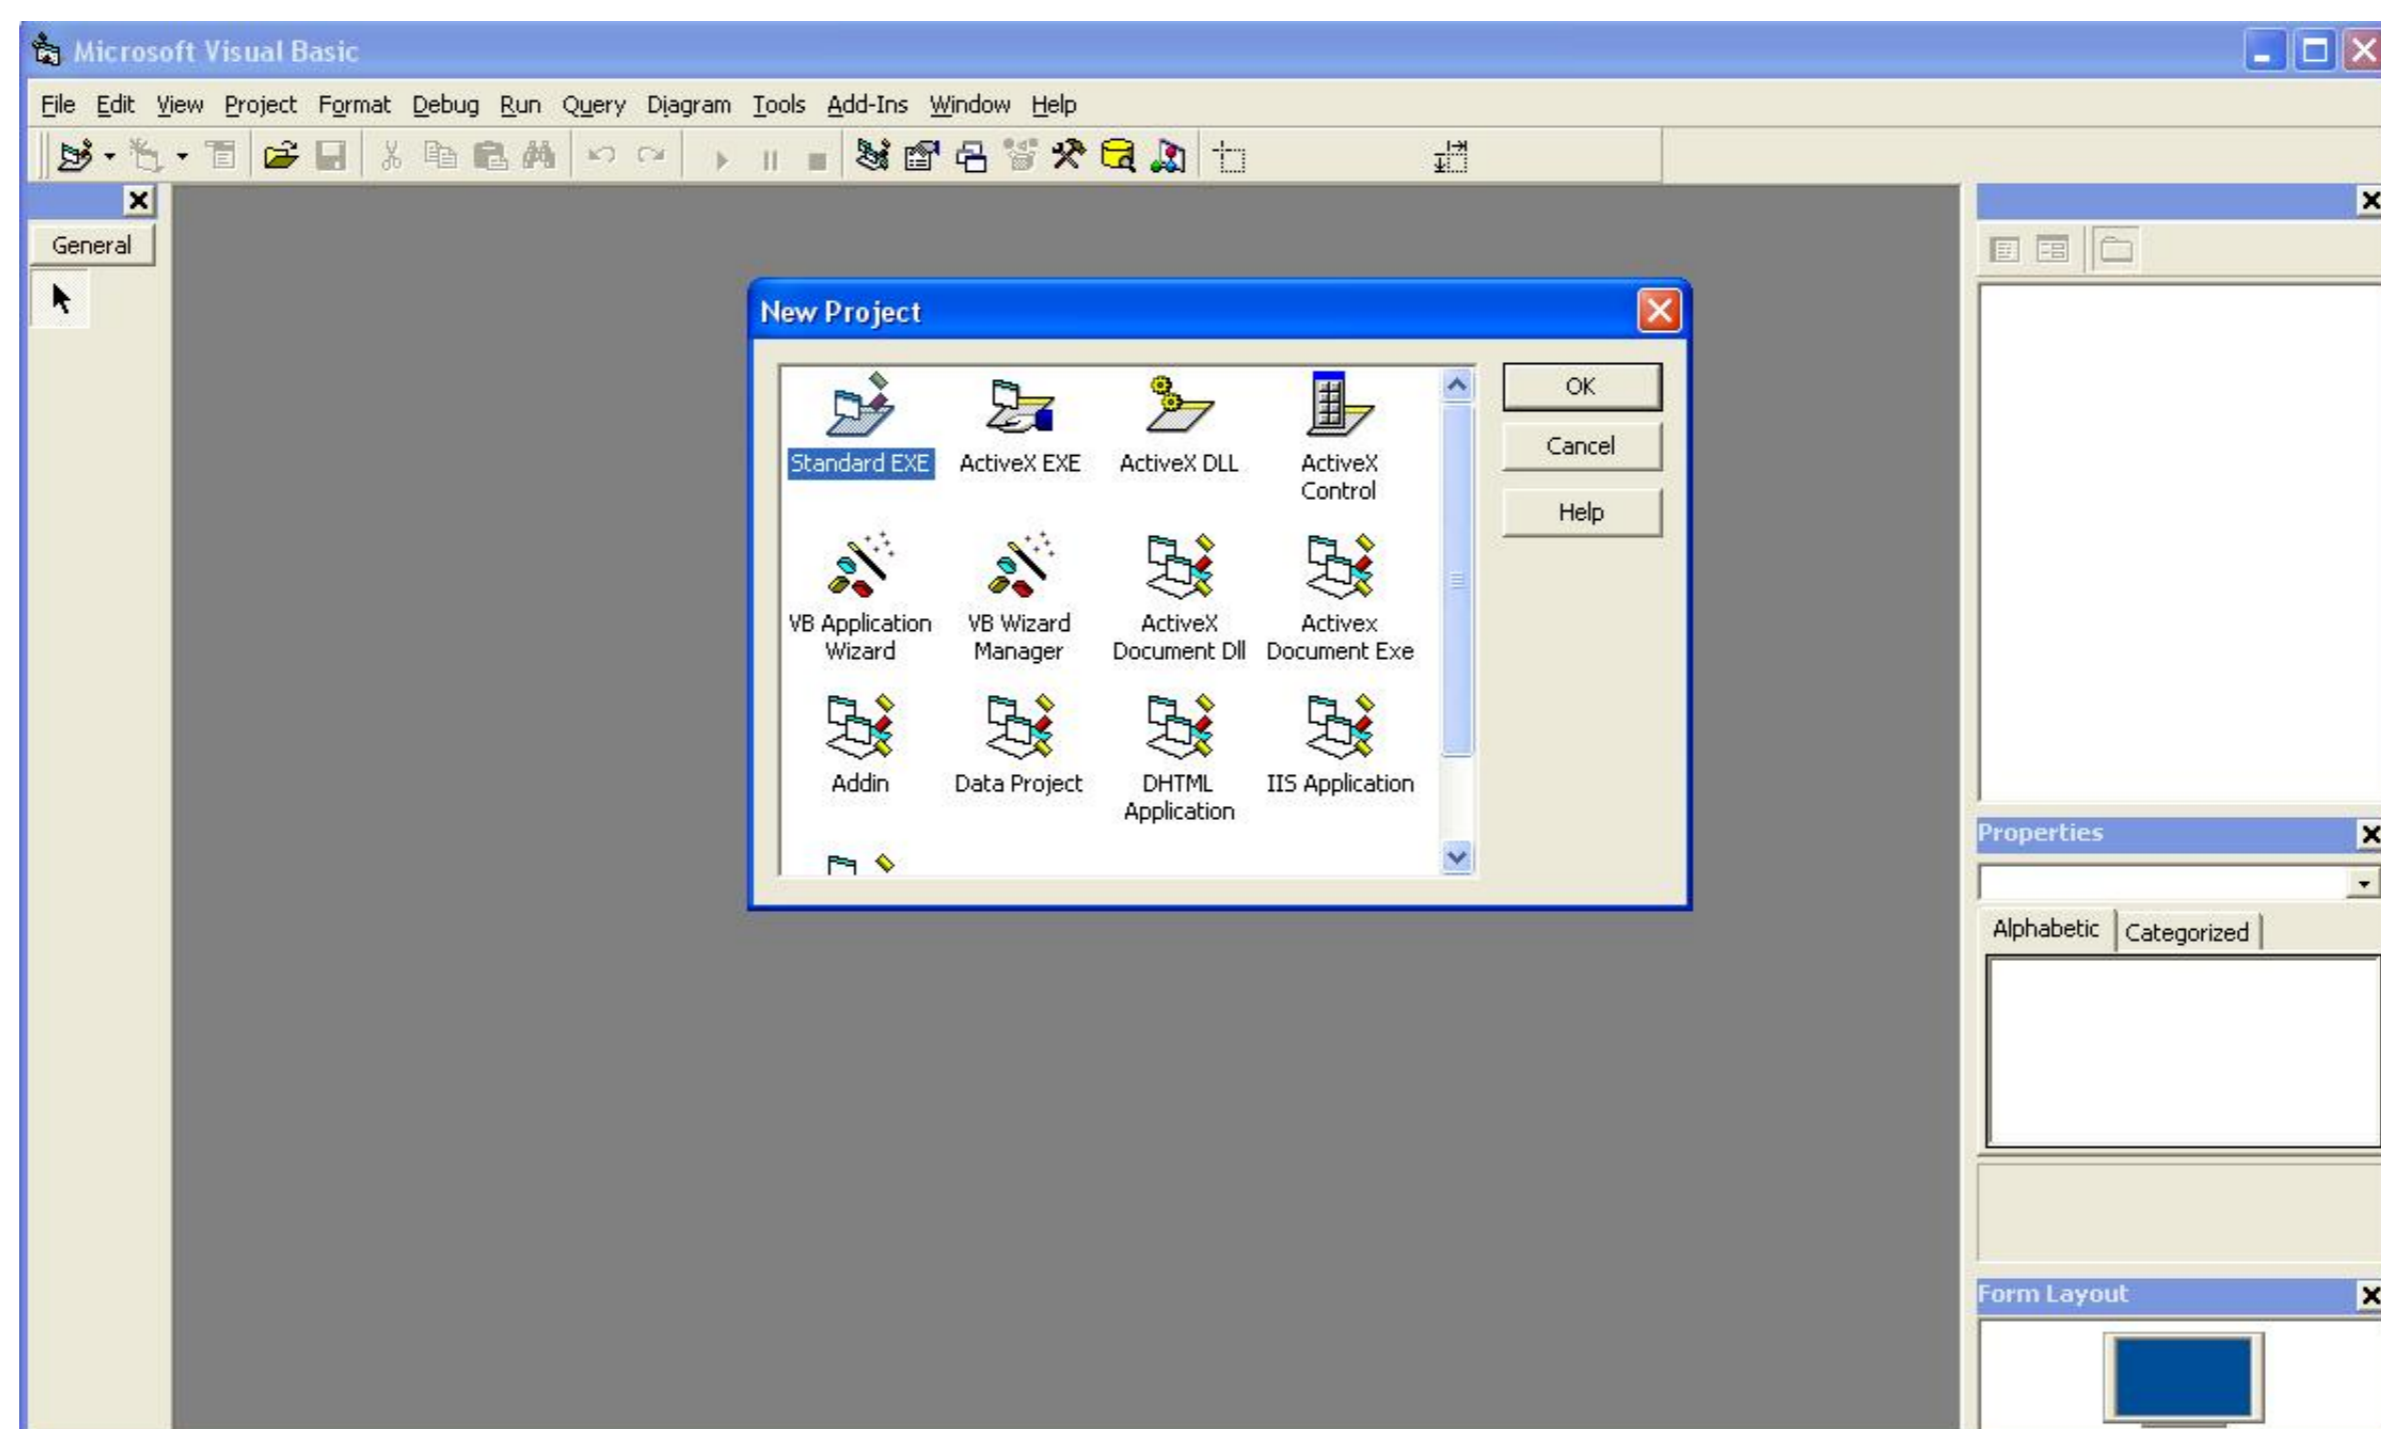 Microsoft Visual Basic
File Edit View Project Format Debug Run Query Diagram Tools Add-Ins Window Help
General
New Project
OK
Cancel
Help
Standard EXE
ActiveX EXE
ActiveX DLL
ActiveX
Control
VB Application
Wizard
VB Wizard
Manager
ActiveX
Document Dll
Activex
Document Exe
Addin
Data Project
DHTML
Application
IIS Application
Properties
Alphabetic
Categorized
Form Layout